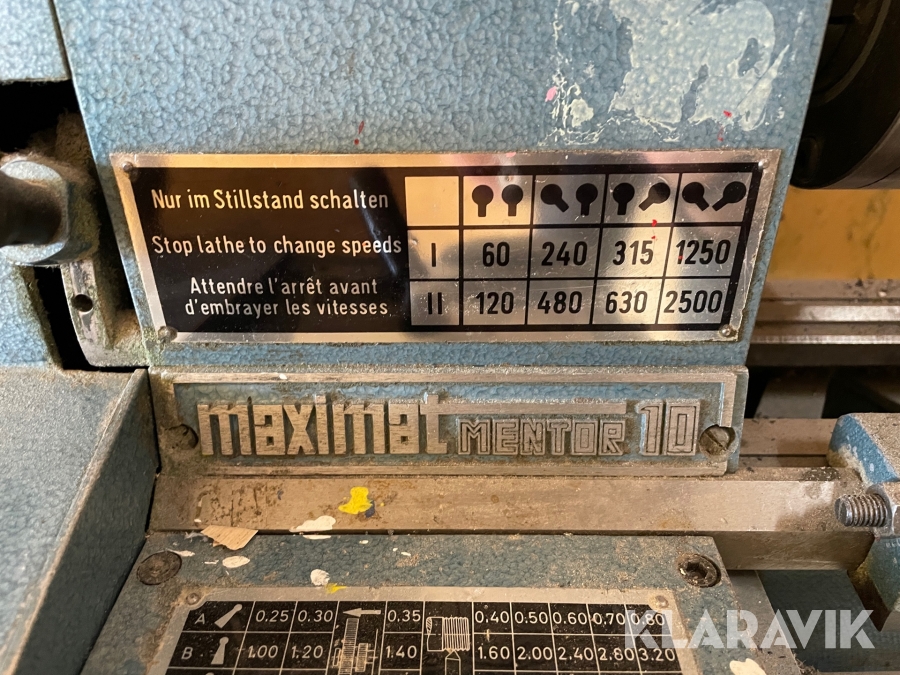 Nur im Stillstand schalten
Stop lathe to change speeds
Attendre l'arrêt avant
d'embrayer les vitesses
I 60 240 315 1250
II 120 480 630 2500
maximat MENTOR 10
A 0.25 0.30 0.35 0.40 0.50 0.60 0.70 0.80
B 1.00 1.20 1.40 1.60 2.00 2.40 2.80 3.20
KLARAVIK